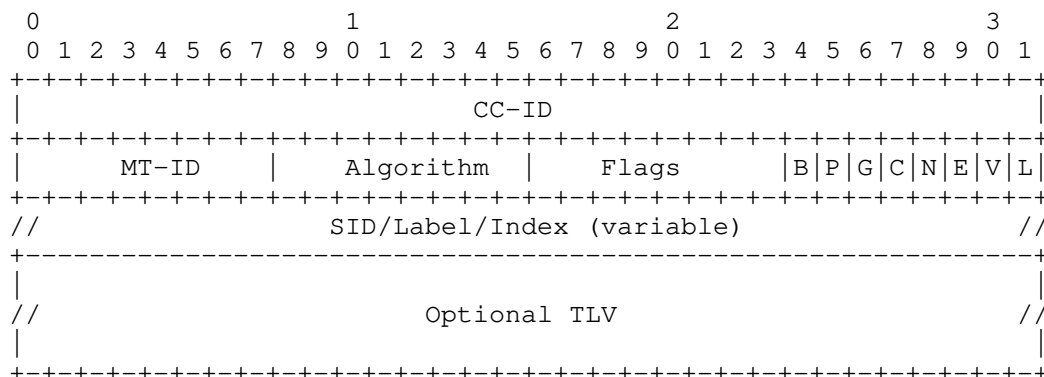 0                   1                   2                   3
 0 1 2 3 4 5 6 7 8 9 0 1 2 3 4 5 6 7 8 9 0 1 2 3 4 5 6 7 8 9 0 1
+-+-+-+-+-+-+-+-+-+-+-+-+-+-+-+-+-+-+-+-+-+-+-+-+-+-+-+-+-+-+-+-+
|                            CC-ID                              |
+-+-+-+-+-+-+-+-+-+-+-+-+-+-+-+-+-+-+-+-+-+-+-+-+-+-+-+-+-+-+-+-+
|      MT-ID    |    Algorithm  |    Flags      |B|P|G|C|N|E|V|L|
+-+-+-+-+-+-+-+-+-+-+-+-+-+-+-+-+-+-+-+-+-+-+-+-+-+-+-+-+-+-+-+-+
//                  SID/Label/Index (variable)                 //
+---------------------------------------------------------------+
|                                                               |
//                        Optional TLV                         //
|                                                               |
+-+-+-+-+-+-+-+-+-+-+-+-+-+-+-+-+-+-+-+-+-+-+-+-+-+-+-+-+-+-+-+-+